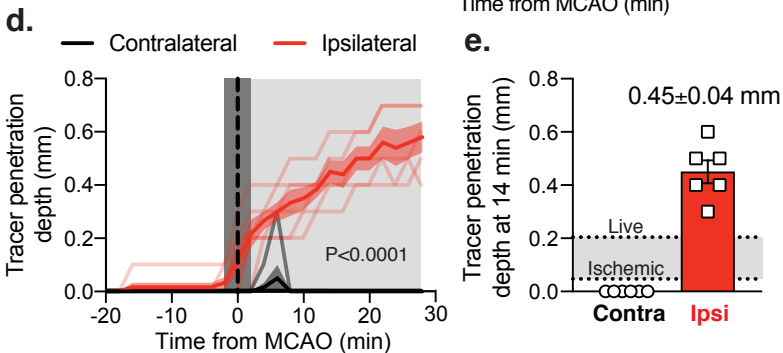 Time from MCAO (min)
d.
Contralateral
Ipsilateral
Tracer penetration
depth (mm)
0.8
0.6
0.4
0.2
0.0
P<0.0001
-20
-10
0
10
20
30
Time from MCAO (min)
e.
Tracer penetration
depth at 14 min (mm)
0.8
0.6
0.4
0.2
0.0
0.45±0.04 mm
Live
Ischemic
Contra
Ipsi